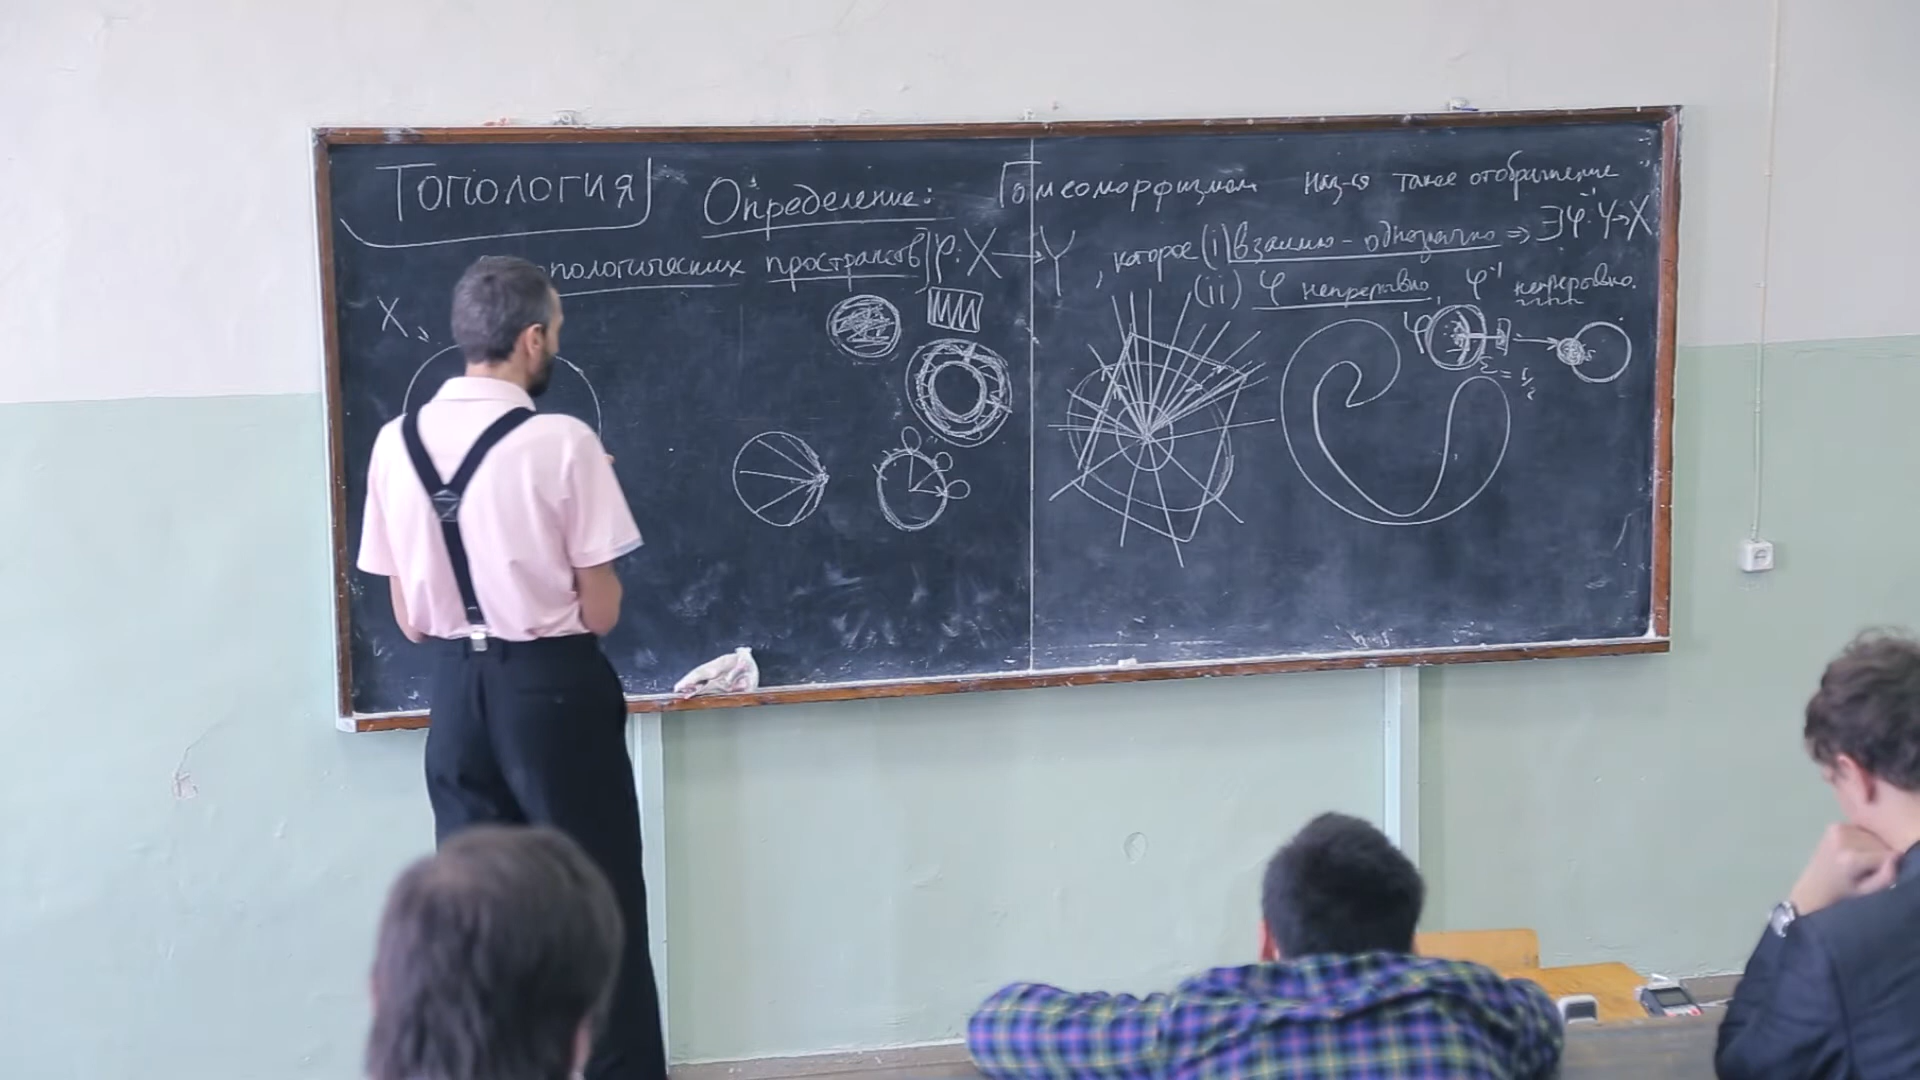 Топология
Определение: Гомеоморфизмом наз-ся такое отображение
пологических пространств φ: X → Y, которое (i) взаимно-однозначно ⇒ ∃ φ⁻¹: Y→X
(ii) φ непрерывно, φ⁻¹ непрерывно.
X
φ
ε =